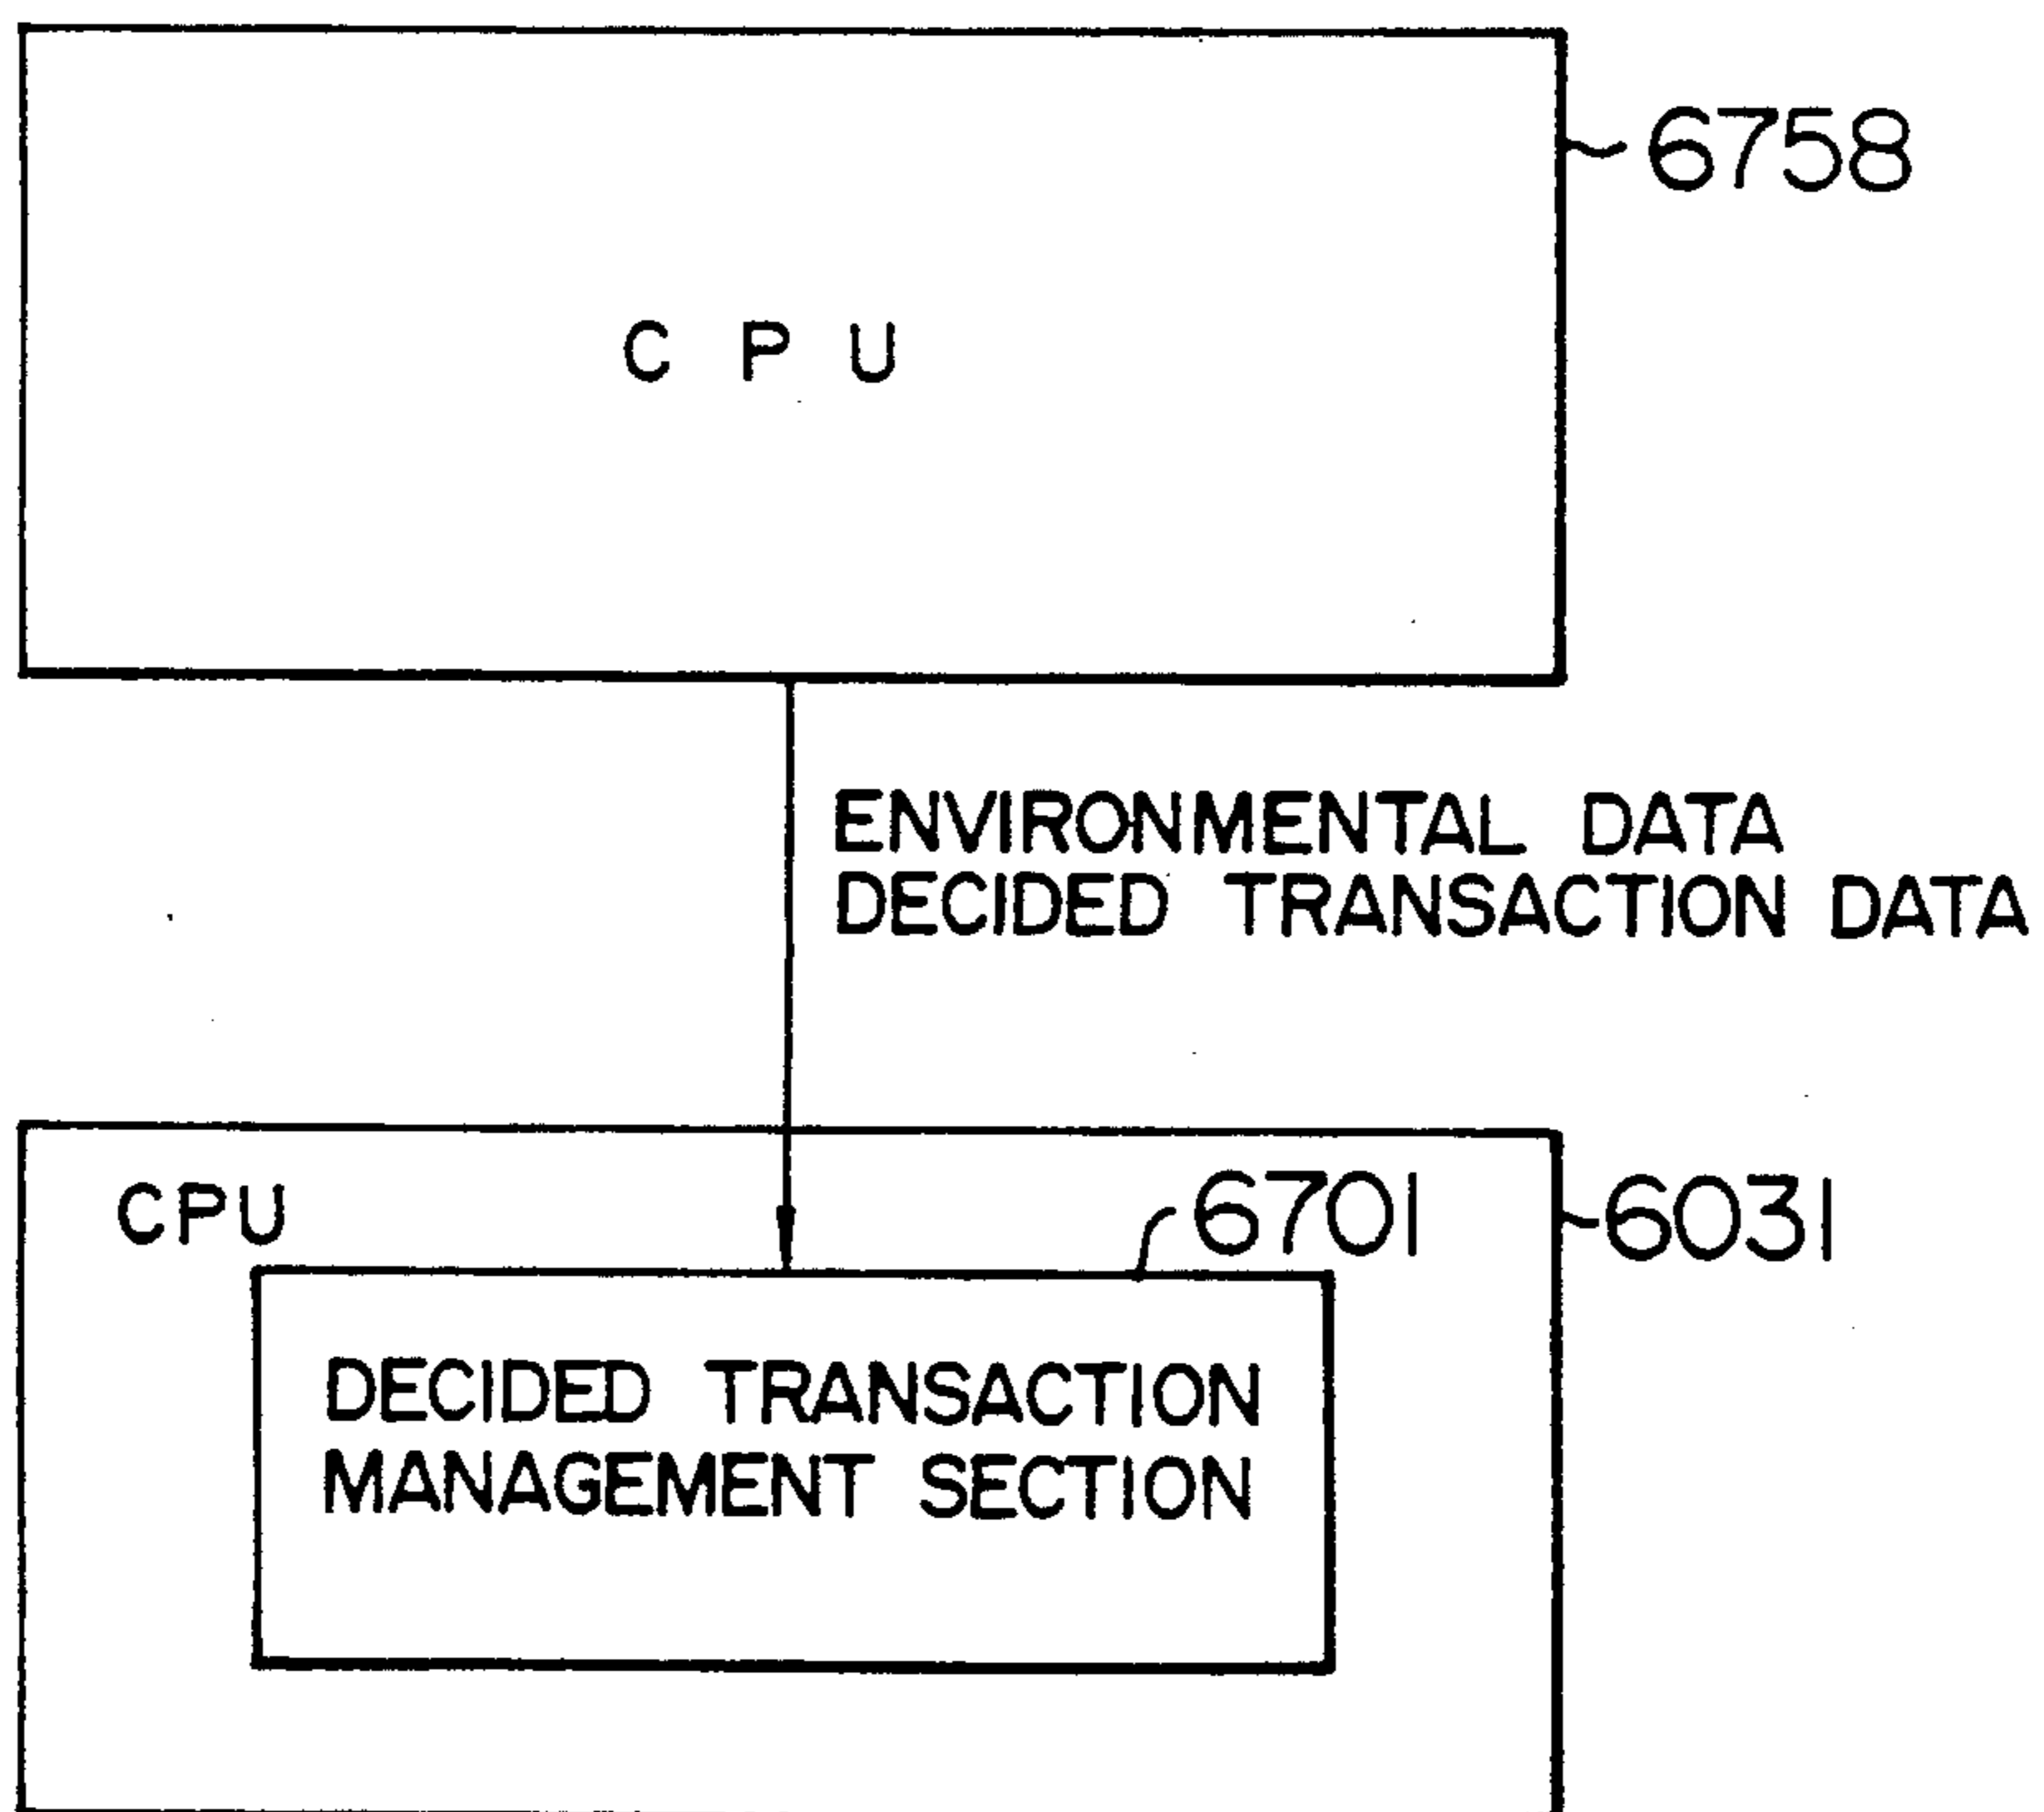 6758
C P U
ENVIRONMENTAL DATA
DECIDED TRANSACTION DATA
CPU
6701
6031
DECIDED TRANSACTION
MANAGEMENT SECTION